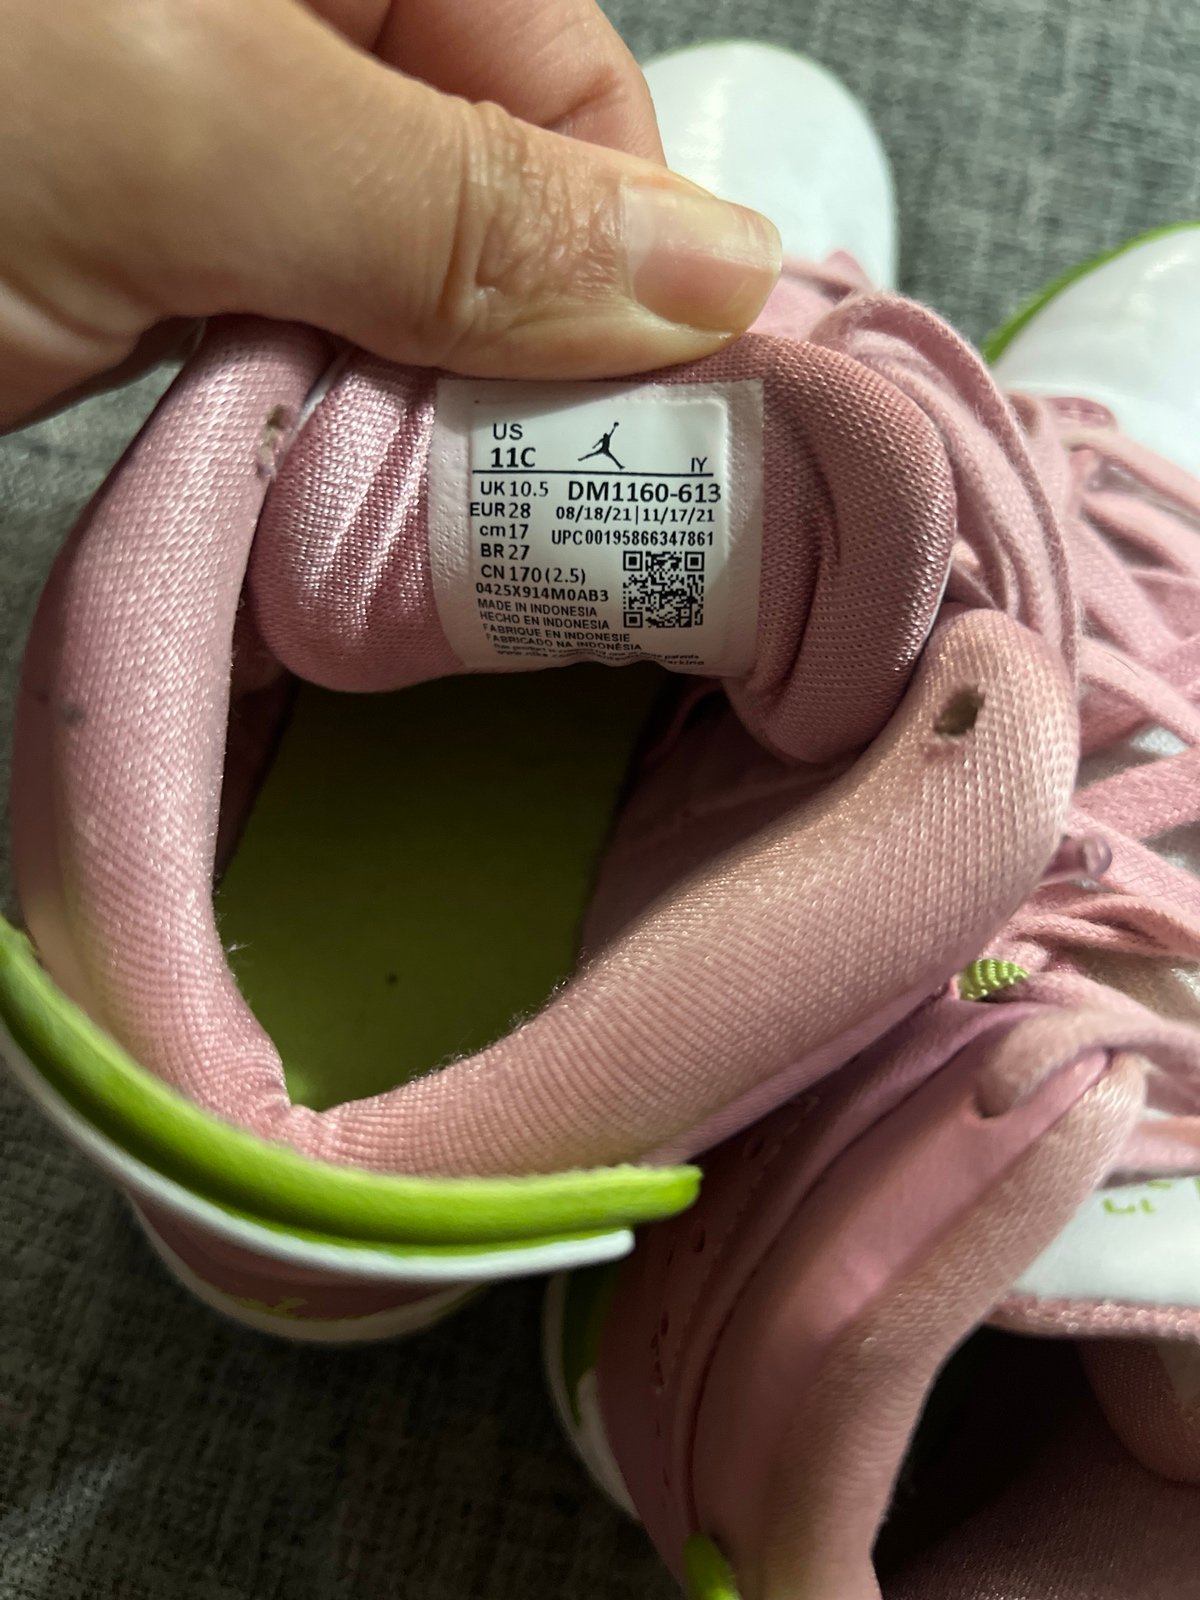 US
11C
IY
UK 10.5 DM1160-613
EUR 28 08/18/21|11/17/21
cm 17 UPC 00195866347861
BR 27
CN 170 (2.5)
0425X914M0AB3
MADE IN INDONESIA
HECHO EN INDONESIA
FABRIQUE EN INDONESIE
FABRICADO NA INDONÉSIA